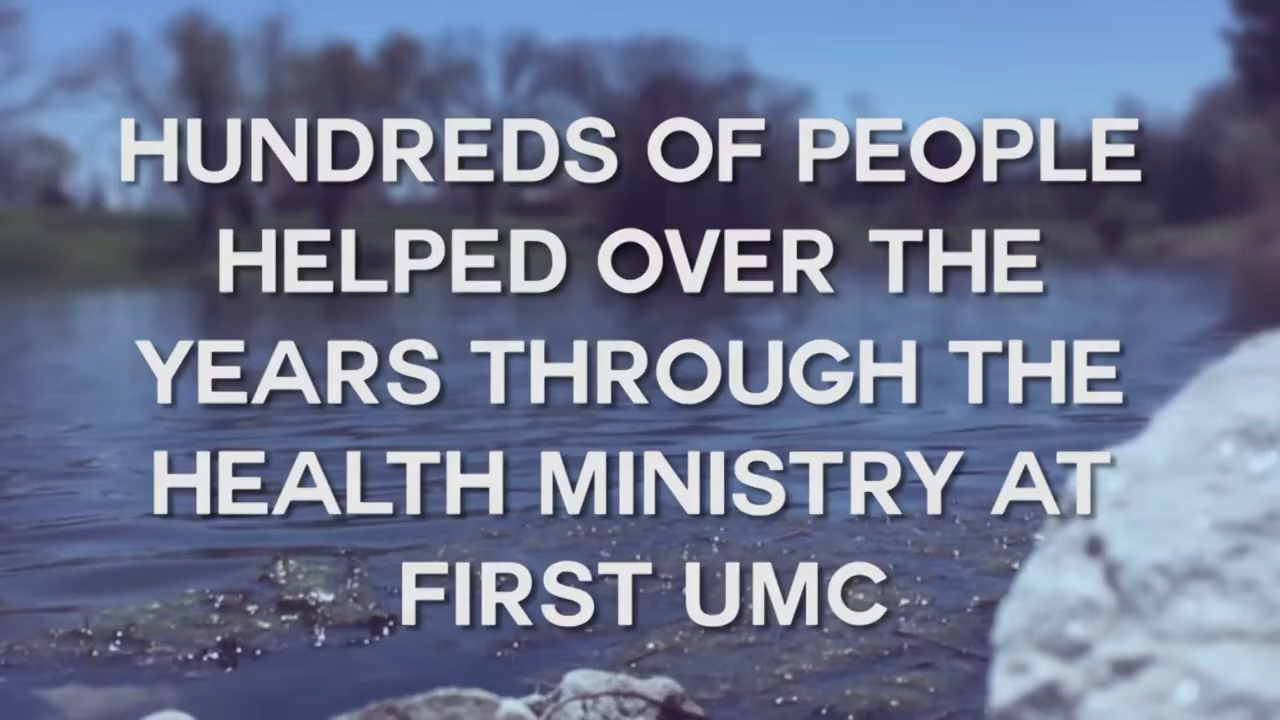 HUNDREDS OF PEOPLE
HELPED OVER THE
YEARS THROUGH THE
HEALTH MINISTRY AT
FIRST UMC